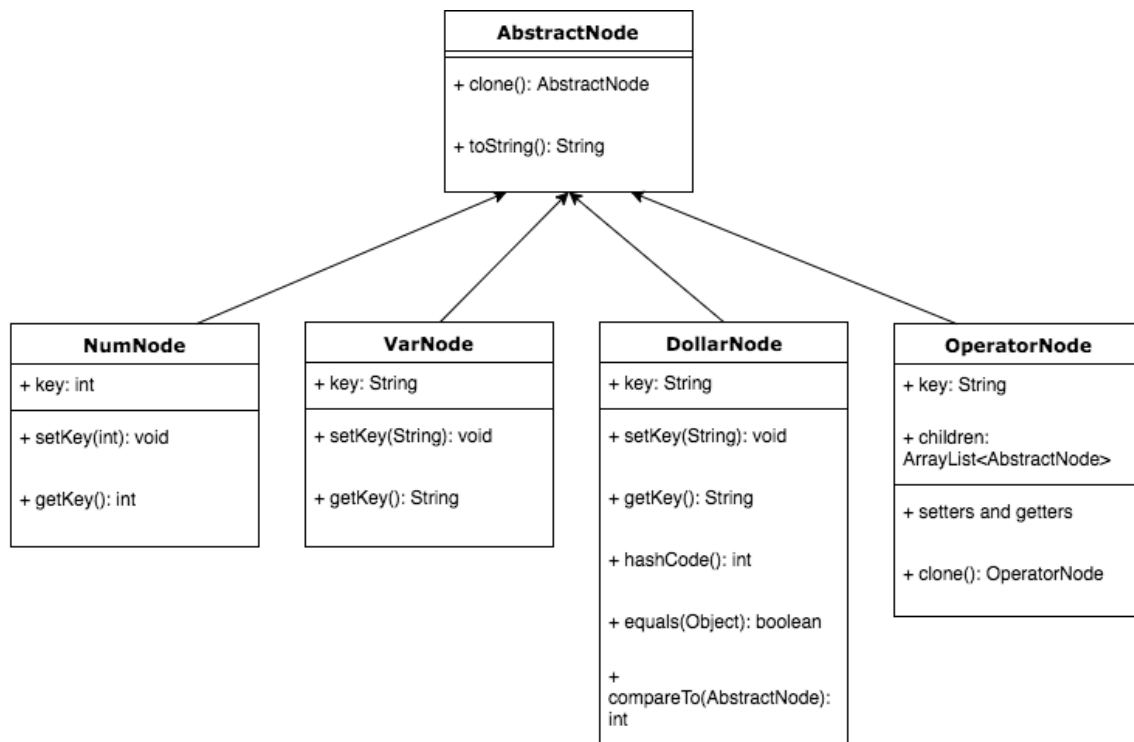 AbstractNode
+ clone(): AbstractNode
+ toString(): String
NumNode
+ key: int
+ setKey(int): void
+ getKey(): int
VarNode
+ key: String
+ setKey(String): void
+ getKey(): String
DollarNode
+ key: String
+ setKey(String): void
+ getKey(): String
+ hashCode(): int
+ equals(Object): boolean
+
compareTo(AbstractNode):
int
OperatorNode
+ key: String
+ children:
ArrayList<AbstractNode>
+ setters and getters
+ clone(): OperatorNode